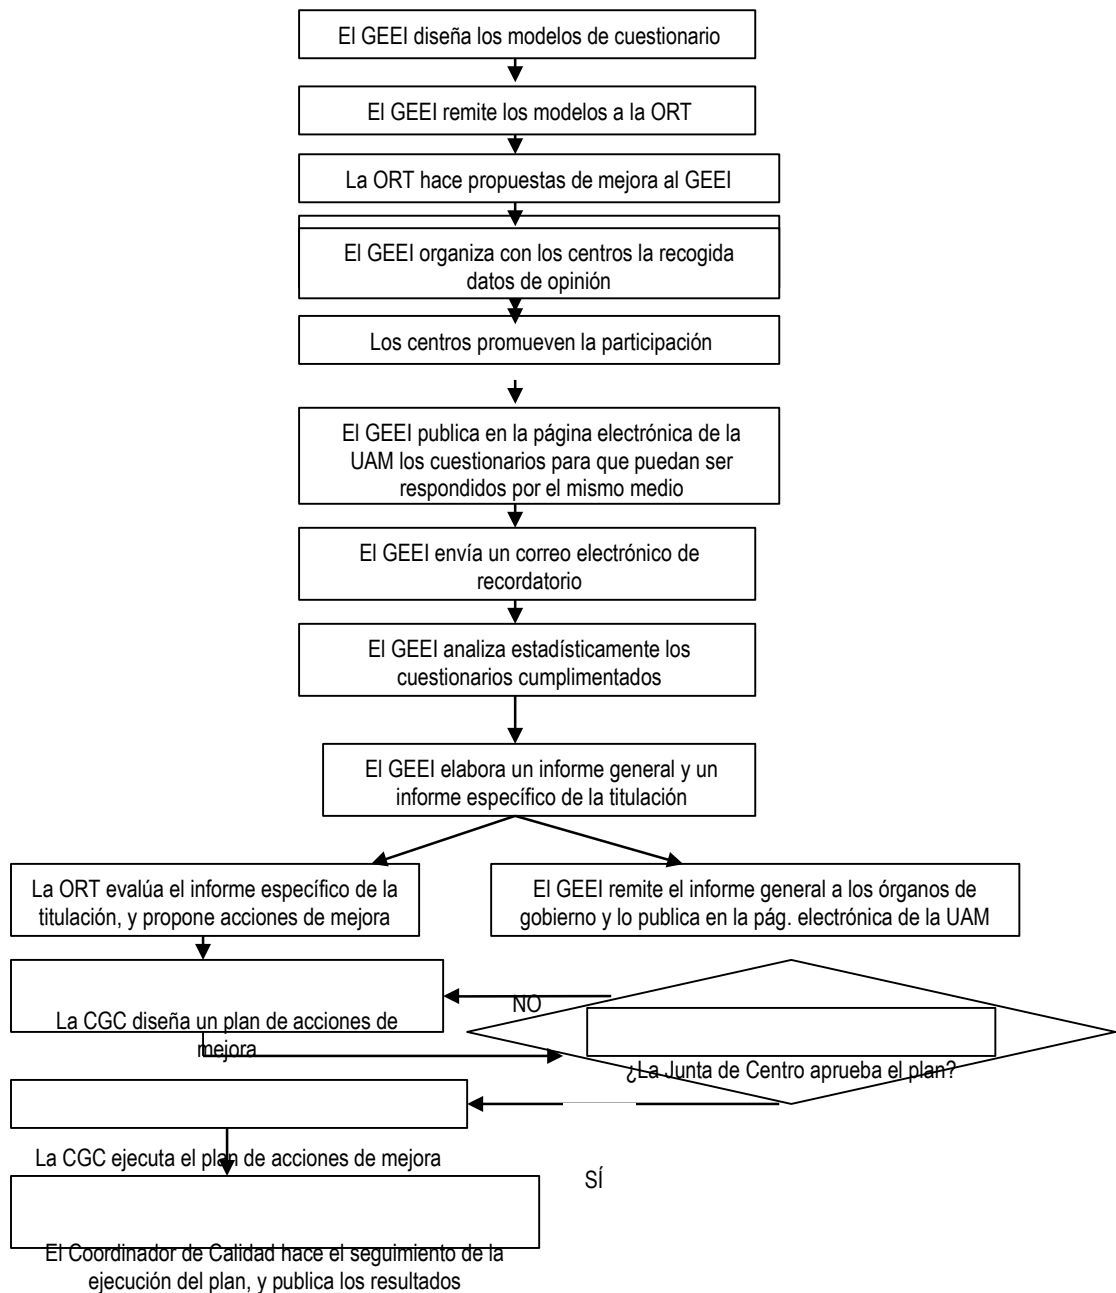 El GEEI diseña los modelos de cuestionario
El GEEI remite los modelos a la ORT
La ORT hace propuestas de mejora al GEEI
El GEEI organiza con los centros la recogida
datos de opinión
Los centros promueven la participación
El GEEI publica en la página electrónica de la
UAM los cuestionarios para que puedan ser
respondidos por el mismo medio
El GEEI envía un correo electrónico de
recordatorio
El GEEI analiza estadísticamente los
cuestionarios cumplimentados
El GEEI elabora un informe general y un
informe específico de la titulación
La ORT evalúa el informe específico de la
titulación, y propone acciones de mejora
El GEEI remite el informe general a los órganos de
gobierno y lo publica en la pág. electrónica de la UAM
NO
La CGC diseña un plan de acciones de
mejora
¿La Junta de Centro aprueba el plan?
La CGC ejecuta el plan de acciones de mejora
SÍ
El Coordinador de Calidad hace el seguimiento de la
ejecución del plan, y publica los resultados